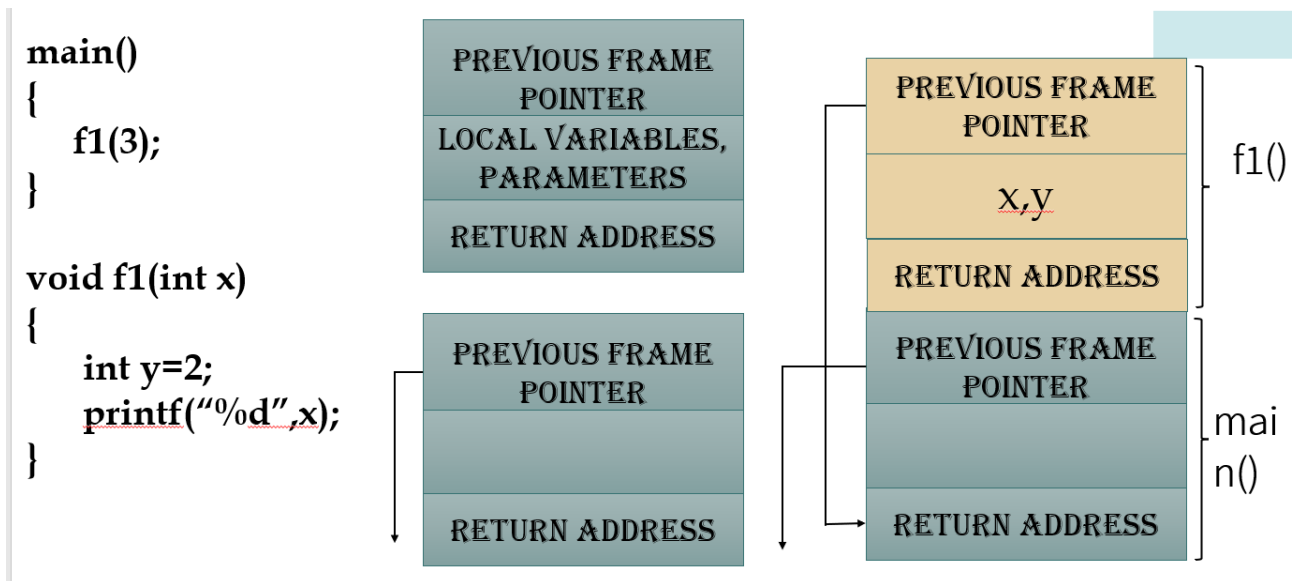 main()
{
f1(3);
}
void f1(int x)
{
int y=2;
printf(“%d”,x);
}
PREVIOUS FRAME
POINTER
LOCAL VARIABLES,
PARAMETERS
RETURN ADDRESS
PREVIOUS FRAME
POINTER
RETURN ADDRESS
PREVIOUS FRAME
POINTER
x,y
RETURN ADDRESS
f1()
PREVIOUS FRAME
POINTER
RETURN ADDRESS
mai
n()